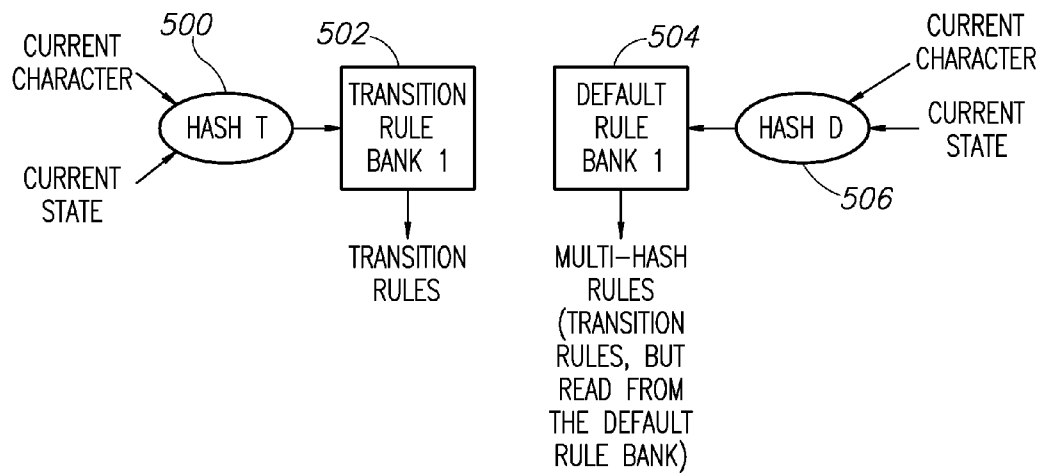 500
502
504
CURRENT
CHARACTER
CURRENT
CHARACTER
HASH T
TRANSITION
RULE
BANK 1
DEFAULT
RULE
BANK 1
HASH D
CURRENT
STATE
CURRENT
STATE
506
TRANSITION
RULES
MULTI-HASH
RULES
(TRANSITION
RULES, BUT
READ FROM
THE DEFAULT
RULE BANK)